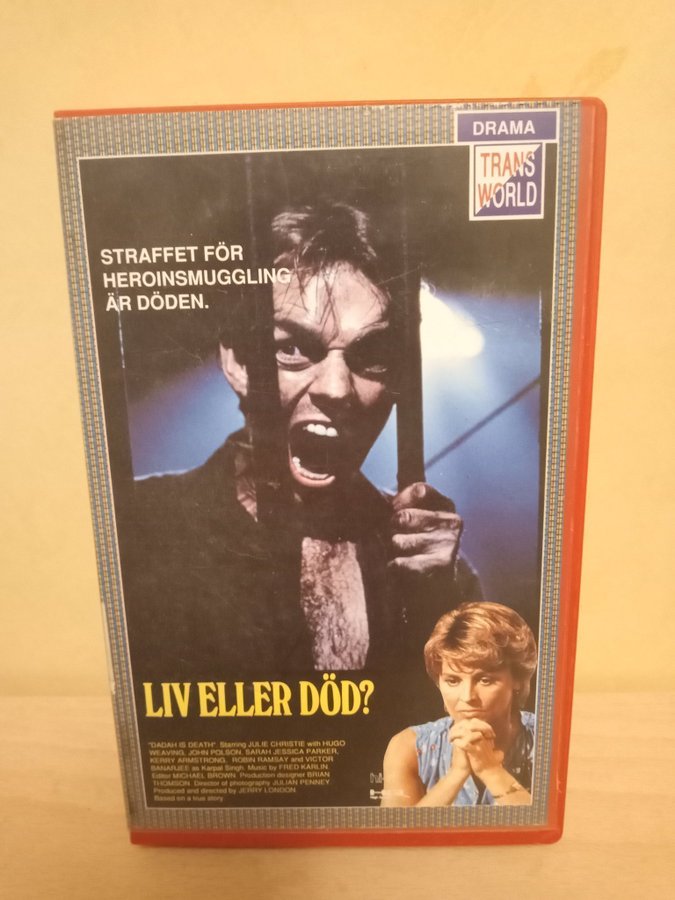 DRAMA
TRANS
WORLD
STRAFFET FÖR
HEROINSMUGGLING
ÄR DÖDEN.
LIV ELLER DÖD?
"DADAH IS DEATH" Starring JULIE CHRISTIE with HUGO
WEAVING, JOHN POLSON, SARAH JESSICA PARKER,
KERRY ARMSTRONG, ROBIN RAMSAY and VICTOR
BANARJEE as Karpal Singh. Music by FRED KARLIN.
Editor MICHAEL BROWN. Production designer BRIAN
THOMSON. Director of photography JULIAN PENNEY.
Produced and directed by JERRY LONDON
Based on a true story.